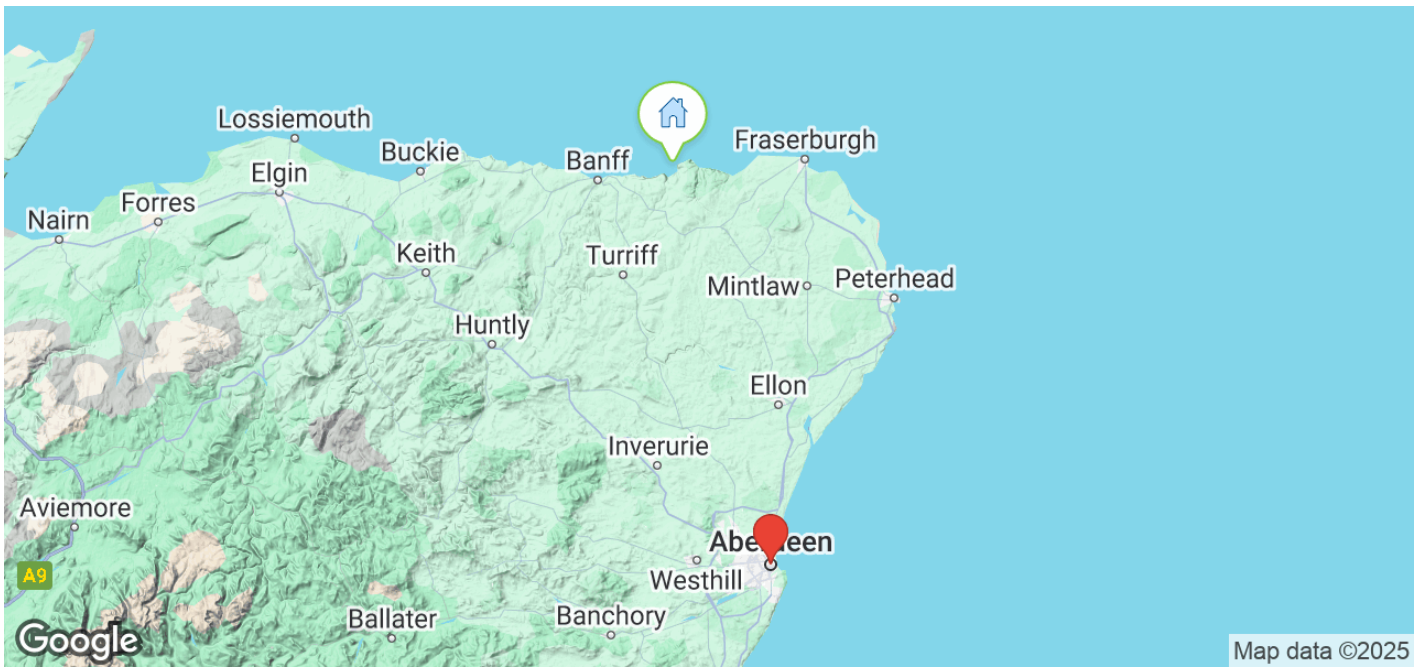 Lossiemouth
Buckie
Banff
Fraserburgh
Elgin
Forres
Nairn
Keith
Turriff
Mintlaw
Peterhead
Huntly
Ellon
Inverurie
Aviemore
Aberdeen
A9
Westhill
Ballater
Banchory
Google
Map data ©2025